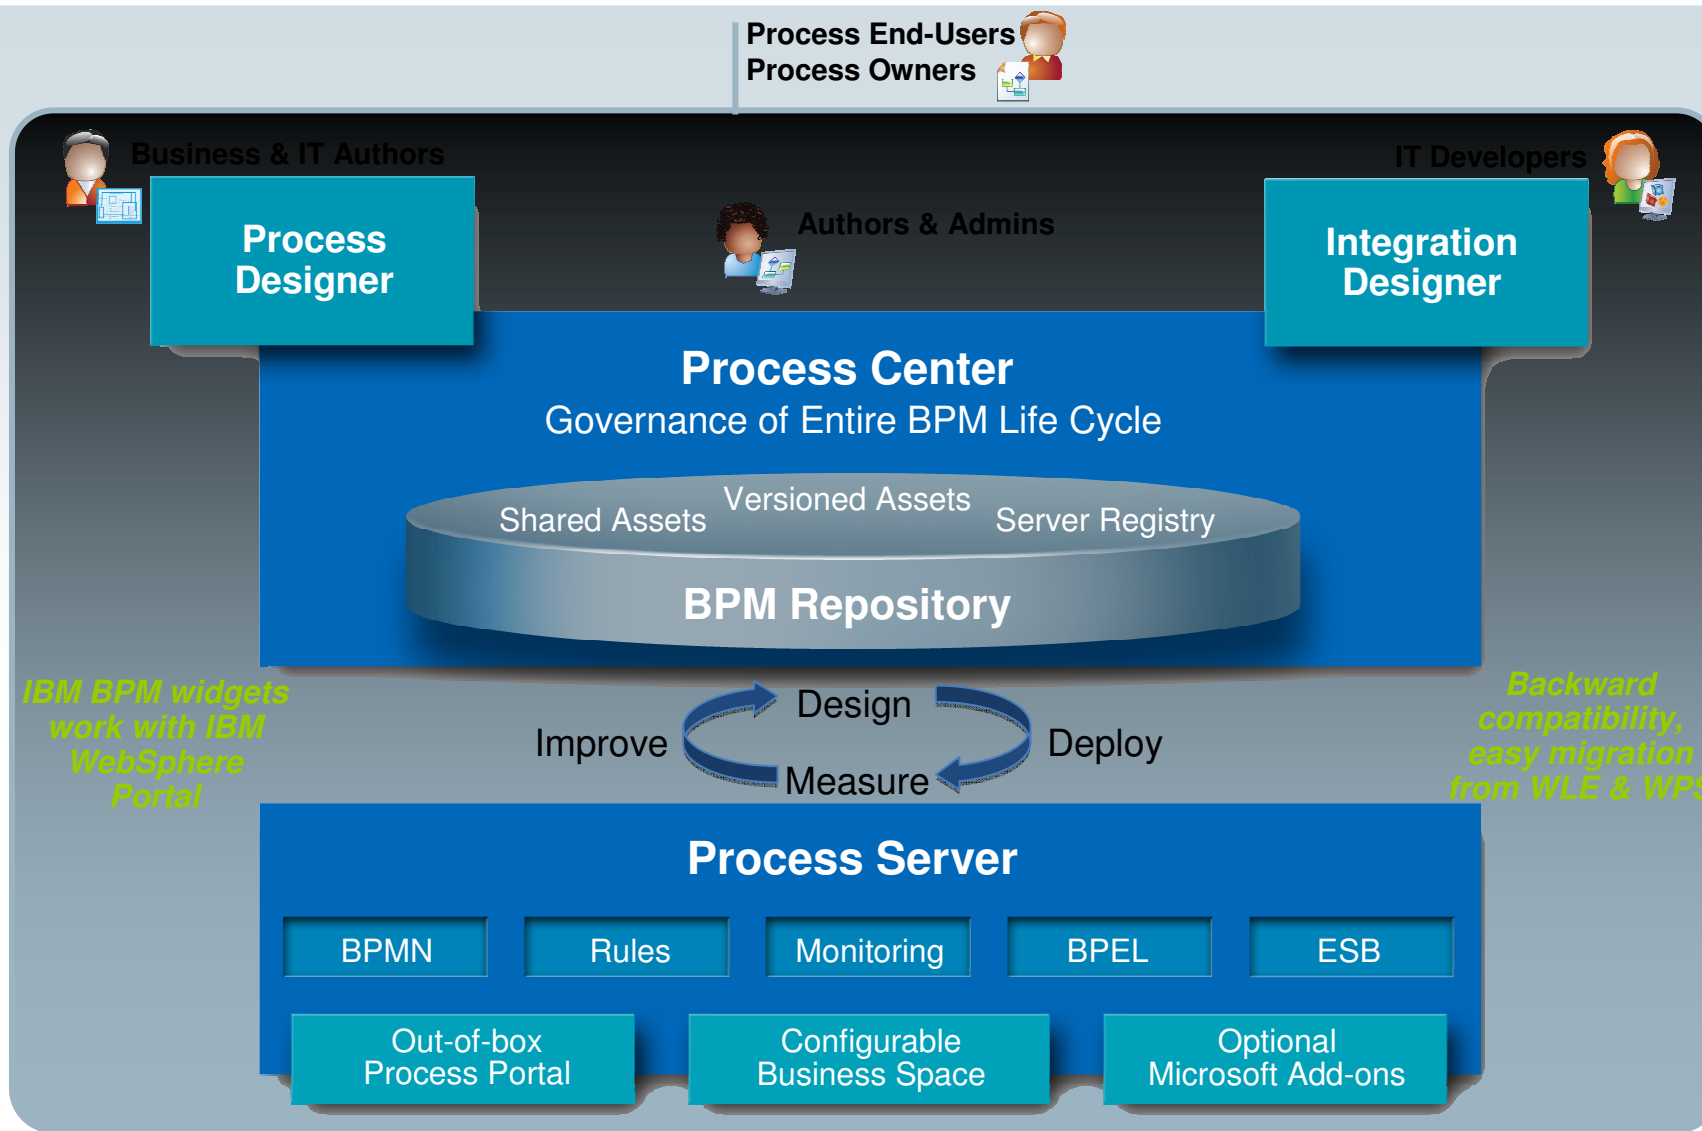 Process End-Users
Process Owners
Business & IT Authors
IT Developers
Authors & Admins
Process
Designer
Integration
Designer
Process Center
Governance of Entire BPM Life Cycle
Versioned Assets
Shared Assets
Server Registry
BPM Repository
IBM BPM widgets
work with IBM
WebSphere
Portal
Design
Improve
Deploy
Measure
Backward
compatibility,
easy migration
from WLE & WPS
Process Server
BPMN
Rules
Monitoring
BPEL
ESB
Out-of-box
Process Portal
Configurable
Business Space
Optional
Microsoft Add-ons